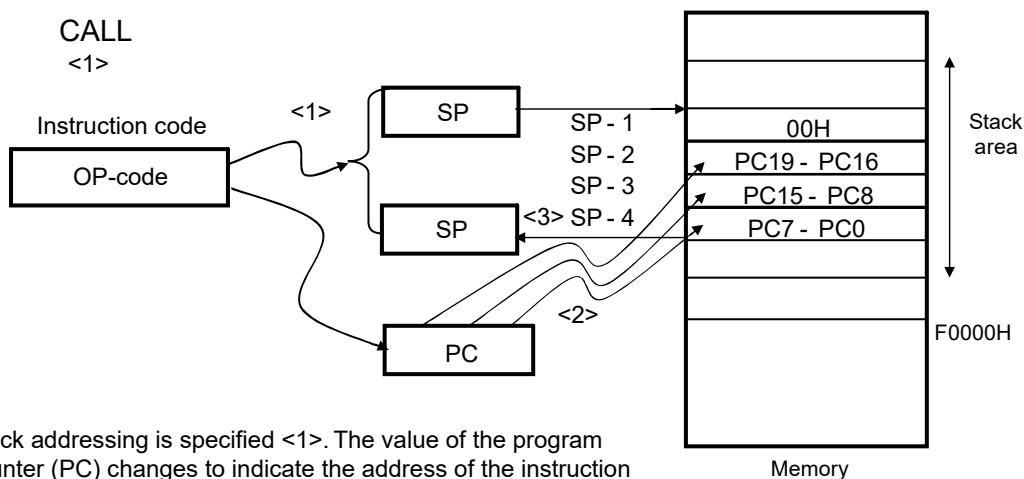 CALL
<1>
Instruction code
OP-code
<1>
SP
SP
PC
SP - 1
SP - 2
SP - 3
<3> SP - 4
<2>
00H
PC19 - PC16
PC15 - PC8
PC7 - PC0
Stack
area
F0000H
Memory
addressing is specified <1>. The value of the program
(PC) changes to indicate the address of the instruction